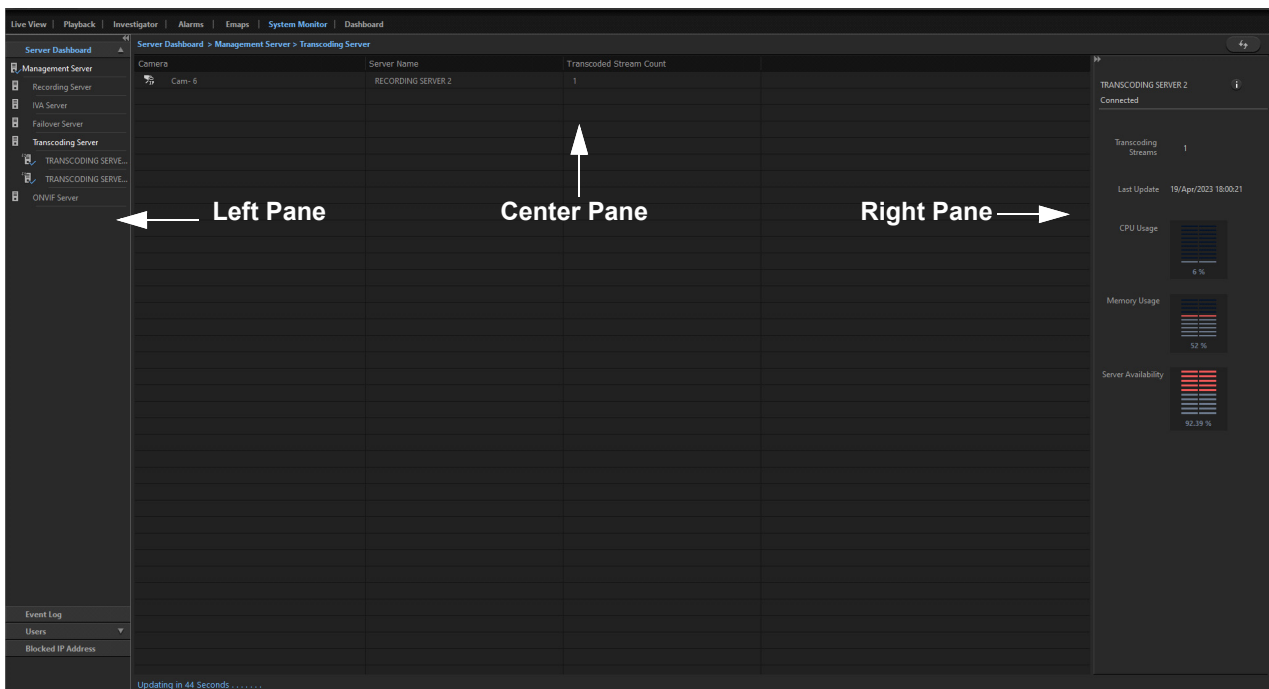 Live View | Playback | Investigator | Alarms | Emaps | System Monitor | Dashboard
Server Dashboard
Management Server
Recording Server
IVA Server
Failover Server
Transcoding Server
TRANSCODING SERVE...
TRANSCODING SERVE...
ONVIF Server
Event Log
Users
Blocked IP Address
Server Dashboard > Management Server > Transcoding Server
Camera Server Name Transcoded Stream Count
Cam- 6 RECORDING SERVER 2 1
Left Pane
Center Pane
Right Pane
Updating in 44 Seconds . . . . . . .
TRANSCODING SERVER 2
Connected
Transcoding
Streams 1
Last Update 19/Apr/2023 18:00:21
CPU Usage
6 %
Memory Usage
52 %
Server Availability
92.39 %